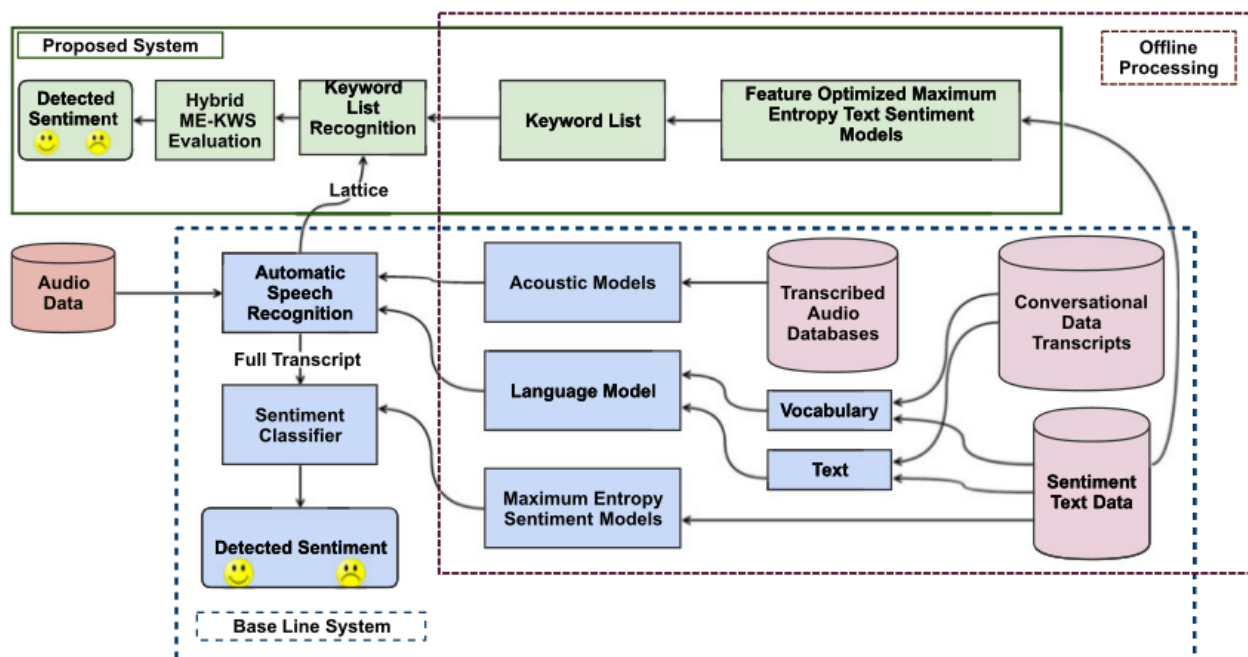 Proposed System
Offline
Processing
Detected
Sentiment
Hybrid
ME-KWS
Evaluation
Keyword
List
Recognition
Keyword List
Feature Optimized Maximum
Entropy Text Sentiment
Models
Lattice
Audio
Data
Automatic
Speech
Recognition
Acoustic Models
Transcribed
Audio
Databases
Conversational
Data
Transcripts
Full Transcript
Language Model
Vocabulary
Sentiment
Classifier
Text
Sentiment
Text Data
Maximum Entropy
Sentiment Models
Detected Sentiment
Base Line System